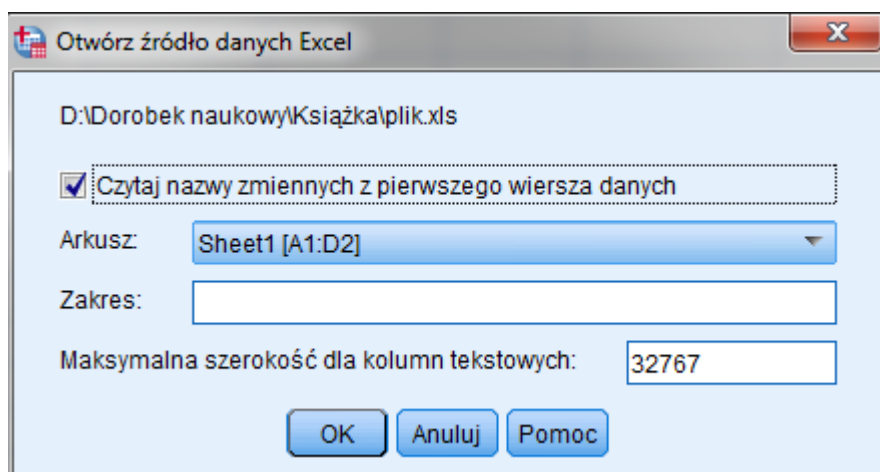 Otwórz źródło danych Excel
D:\Dorobek naukowy\Książka\plik.xls
Czytaj nazwy zmiennych z pierwszego wiersza danych
Arkusz: Sheet1 [A1:D2]
Zakres:
Maksymalna szerokość dla kolumn tekstowych: 32767
OK Anuluj Pomoc